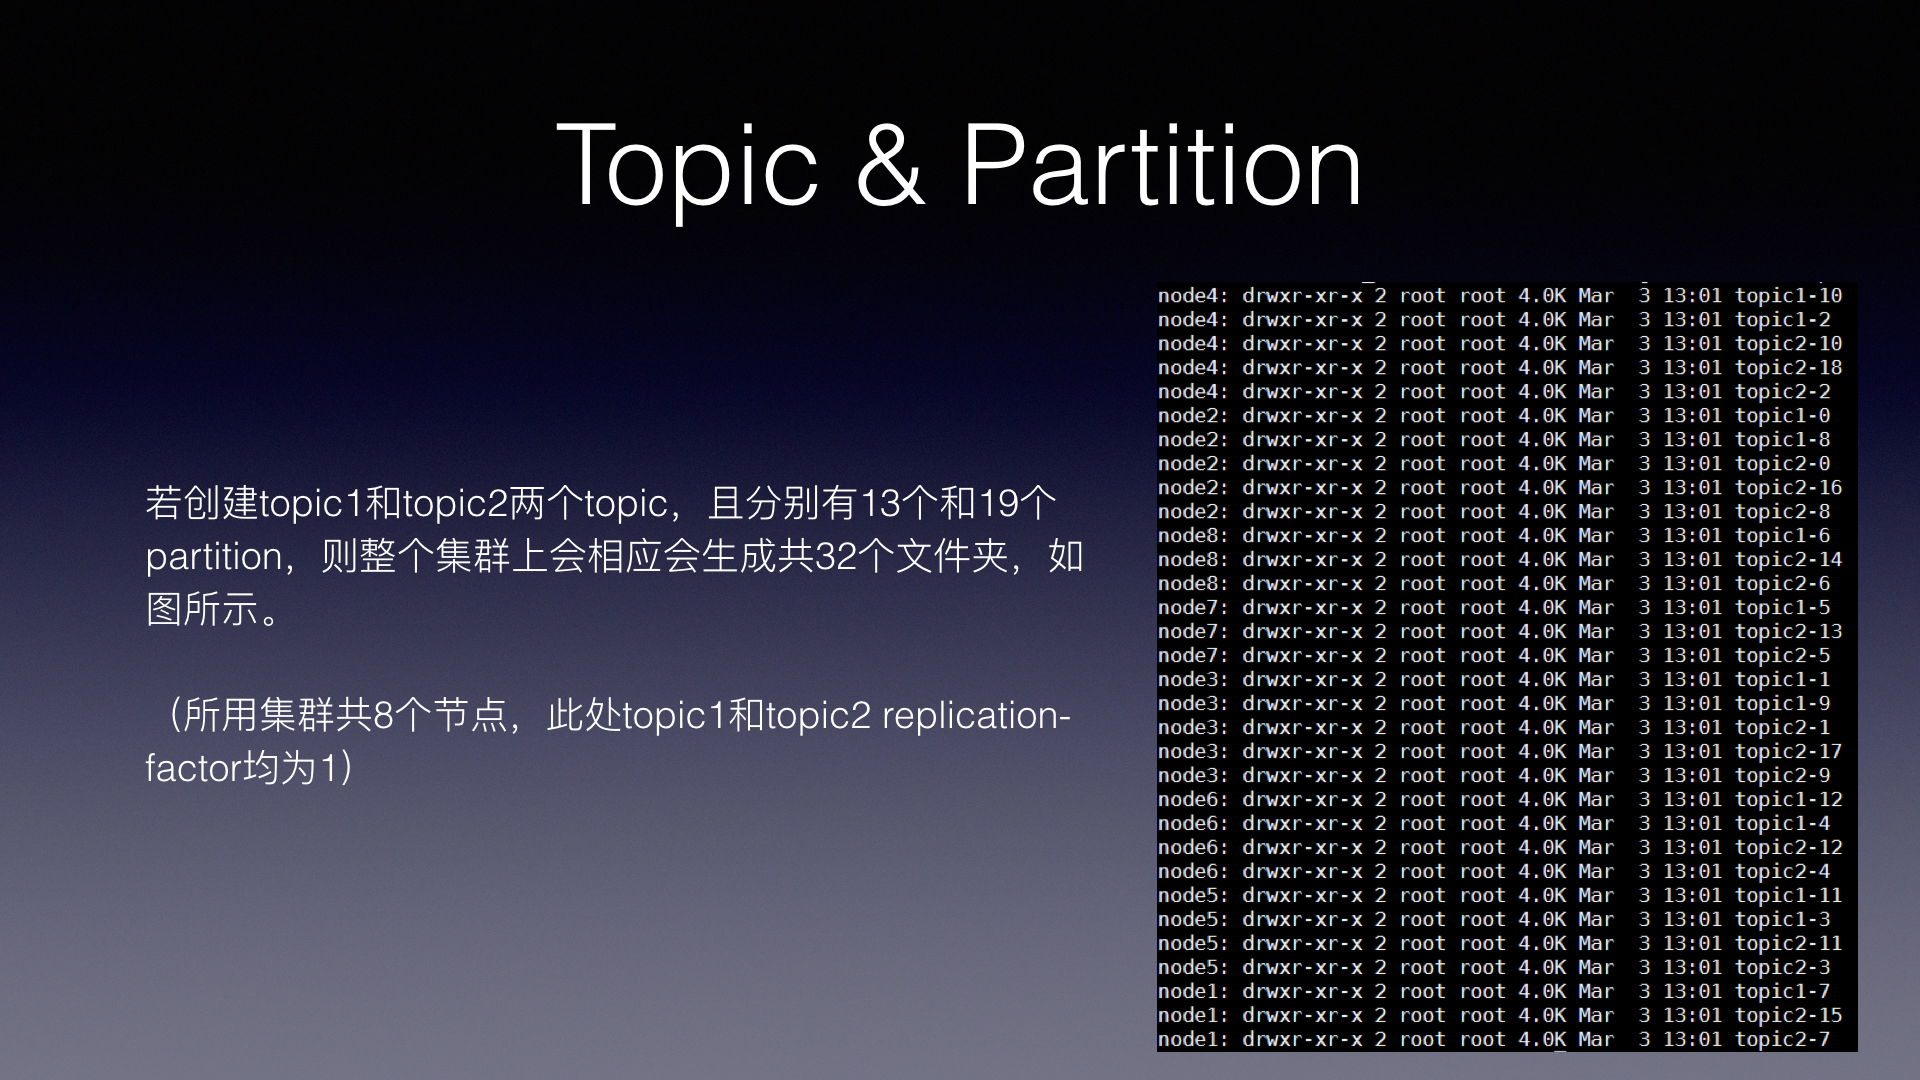 Topic & Partition
若创建topic1和topic2两个topic，且分别有13个和19个
partition，则整个集群上会相应会生成共32个文件夹，如
图所示。
（所用集群共8个节点，此处topic1和topic2 replication-
factor均为1）
node4: drwxr-xr-x 2 root root 4.0K Mar  3 13:01 topic1-10
node4: drwxr-xr-x 2 root root 4.0K Mar  3 13:01 topic1-2
node4: drwxr-xr-x 2 root root 4.0K Mar  3 13:01 topic2-10
node4: drwxr-xr-x 2 root root 4.0K Mar  3 13:01 topic2-18
node4: drwxr-xr-x 2 root root 4.0K Mar  3 13:01 topic2-2
node2: drwxr-xr-x 2 root root 4.0K Mar  3 13:01 topic1-0
node2: drwxr-xr-x 2 root root 4.0K Mar  3 13:01 topic1-8
node2: drwxr-xr-x 2 root root 4.0K Mar  3 13:01 topic2-0
node2: drwxr-xr-x 2 root root 4.0K Mar  3 13:01 topic2-16
node2: drwxr-xr-x 2 root root 4.0K Mar  3 13:01 topic2-8
node8: drwxr-xr-x 2 root root 4.0K Mar  3 13:01 topic1-6
node8: drwxr-xr-x 2 root root 4.0K Mar  3 13:01 topic2-14
node8: drwxr-xr-x 2 root root 4.0K Mar  3 13:01 topic2-6
node7: drwxr-xr-x 2 root root 4.0K Mar  3 13:01 topic1-5
node7: drwxr-xr-x 2 root root 4.0K Mar  3 13:01 topic2-13
node7: drwxr-xr-x 2 root root 4.0K Mar  3 13:01 topic2-5
node3: drwxr-xr-x 2 root root 4.0K Mar  3 13:01 topic1-1
node3: drwxr-xr-x 2 root root 4.0K Mar  3 13:01 topic1-9
node3: drwxr-xr-x 2 root root 4.0K Mar  3 13:01 topic2-1
node3: drwxr-xr-x 2 root root 4.0K Mar  3 13:01 topic2-17
node3: drwxr-xr-x 2 root root 4.0K Mar  3 13:01 topic2-9
node6: drwxr-xr-x 2 root root 4.0K Mar  3 13:01 topic1-12
node6: drwxr-xr-x 2 root root 4.0K Mar  3 13:01 topic1-4
node6: drwxr-xr-x 2 root root 4.0K Mar  3 13:01 topic2-12
node6: drwxr-xr-x 2 root root 4.0K Mar  3 13:01 topic2-4
node5: drwxr-xr-x 2 root root 4.0K Mar  3 13:01 topic1-11
node5: drwxr-xr-x 2 root root 4.0K Mar  3 13:01 topic1-3
node5: drwxr-xr-x 2 root root 4.0K Mar  3 13:01 topic2-11
node5: drwxr-xr-x 2 root root 4.0K Mar  3 13:01 topic2-3
node1: drwxr-xr-x 2 root root 4.0K Mar  3 13:01 topic1-7
node1: drwxr-xr-x 2 root root 4.0K Mar  3 13:01 topic2-15
node1: drwxr-xr-x 2 root root 4.0K Mar  3 13:01 topic2-7